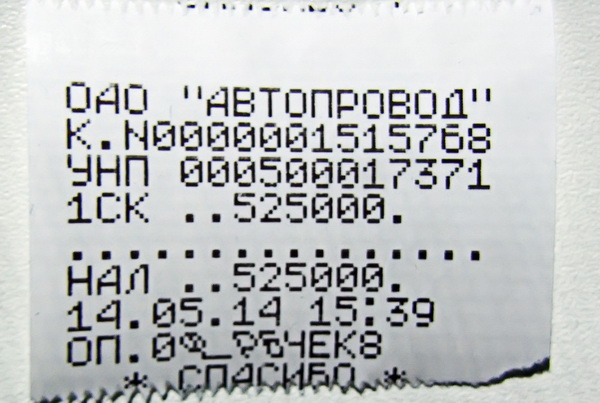 ОАО "АВТОПРОВОД"
К.N0000001515768
УНП 000500017371
1СК ..525000.
................
НАЛ ..525000.
14.05.14 15:39
ЧЕК8
* СПАСИБО *